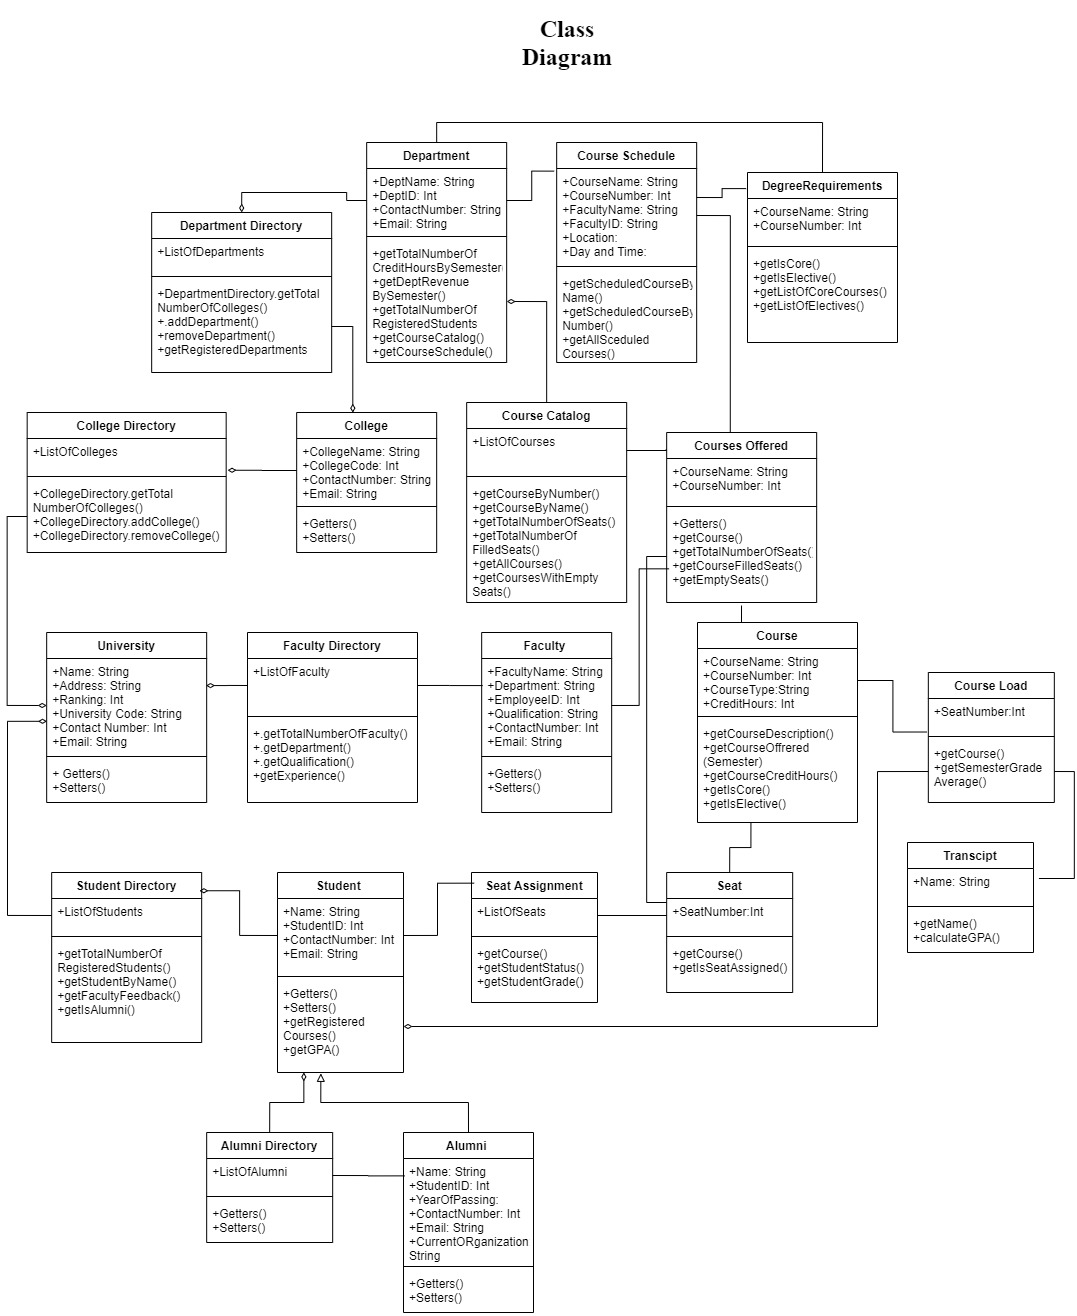 Class
Diagram
Department
+DeptName: String
+DeptID: Int
+ContactNumber: String
+Email: String
+getTotalNumberOf
CreditHoursBySemester(
+getDeptRevenue
BySemester()
+getTotalNumberOf
RegisteredStudents
+getCourseCatalog()
+getCourseSchedule()
Course Schedule
+CourseName: String
+CourseNumber: Int
+FacultyName: String
+FacultyID: String
+Location:
+Day and Time:
+getScheduledCourseBy
Name()
+getScheduledCourseBy
Number()
+getAllSceduled
Courses()
DegreeRequirements
+CourseName: String
+CourseNumber: Int
+getIsCore()
+getIsElective()
+getListOfCoreCourses()
+getListOfElectives()
Department Directory
+ListOfDepartments
+DepartmentDirectory.getTotal
NumberOfColleges()
+.addDepartment()
+removeDepartment()
+getRegisteredDepartments
College Directory
+ListOfColleges
+CollegeDirectory.getTotal
NumberOfColleges()
+CollegeDirectory.addCollege()
+CollegeDirectory.removeCollege()
College
+CollegeName: String
+CollegeCode: Int
+ContactNumber: String
+Email: String
+Getters()
+Setters()
Course Catalog
+ListOfCourses
+getCourseByNumber()
+getCourseByName()
+getTotalNumberOfSeats()
+getTotalNumberOf
FilledSeats()
+getAllCourses()
+getCoursesWithEmpty
Seats()
Courses Offered
+CourseName: String
+CourseNumber: Int
+Getters()
+getCourse()
+getTotalNumberOfSeats(
+getCourseFilledSeats()
+getEmptySeats()
University
+Name: String
+Address: String
+Ranking: Int
+University Code: String
+Contact Number: Int
+Email: String
+ Getters()
+Setters()
Faculty Directory
+ListOfFaculty
+.getTotalNumberOfFaculty()
+.getDepartment()
+.getQualification()
+getExperience()
Faculty
+FacultyName: String
+Department: String
+EmployeeID: Int
+Qualification: String
+ContactNumber: Int
+Email: String
+Getters()
+Setters()
Course
+CourseName: String
+CourseNumber: Int
+CourseType:String
+CreditHours: Int
+getCourseDescription()
+getCourseOffrered
(Semester)
+getCourseCreditHours()
+getIsCore()
+getIsElective()
Course Load
+SeatNumber:Int
+getCourse()
+getSemesterGrade
Average()
Transcipt
+Name: String
+getName()
+calculateGPA()
Student Directory
+ListOfStudents
+getTotalNumberOf
RegisteredStudents()
+getStudentByName()
+getFacultyFeedback()
+getIsAlumni()
Student
+Name: String
+StudentID: Int
+ContactNumber: Int
+Email: String
+Getters()
+Setters()
+getRegistered
Courses()
+getGPA()
Seat Assignment
+ListOfSeats
+getCourse()
+getStudentStatus()
+getStudentGrade()
Seat
+SeatNumber:Int
+getCourse()
+getIsSeatAssigned()
Alumni Directory
+ListOfAlumni
+Getters()
+Setters()
Alumni
+Name: String
+StudentID: Int
+YearOfPassing:
+ContactNumber: Int
+Email: String
+CurrentORganization
String
+Getters()
+Setters()